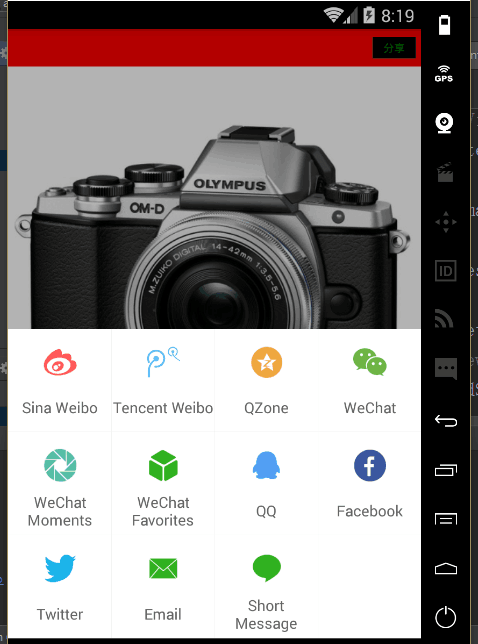 8:19
分享
GPS
OLYMPUS
OM-D
M.ZUIKO DIGITAL 14-42mm 1:3.5-5.6
ID
Sina Weibo
Tencent Weibo
QZone
WeChat
WeChat
Moments
WeChat
Favorites
QQ
Facebook
Twitter
Email
Short
Message